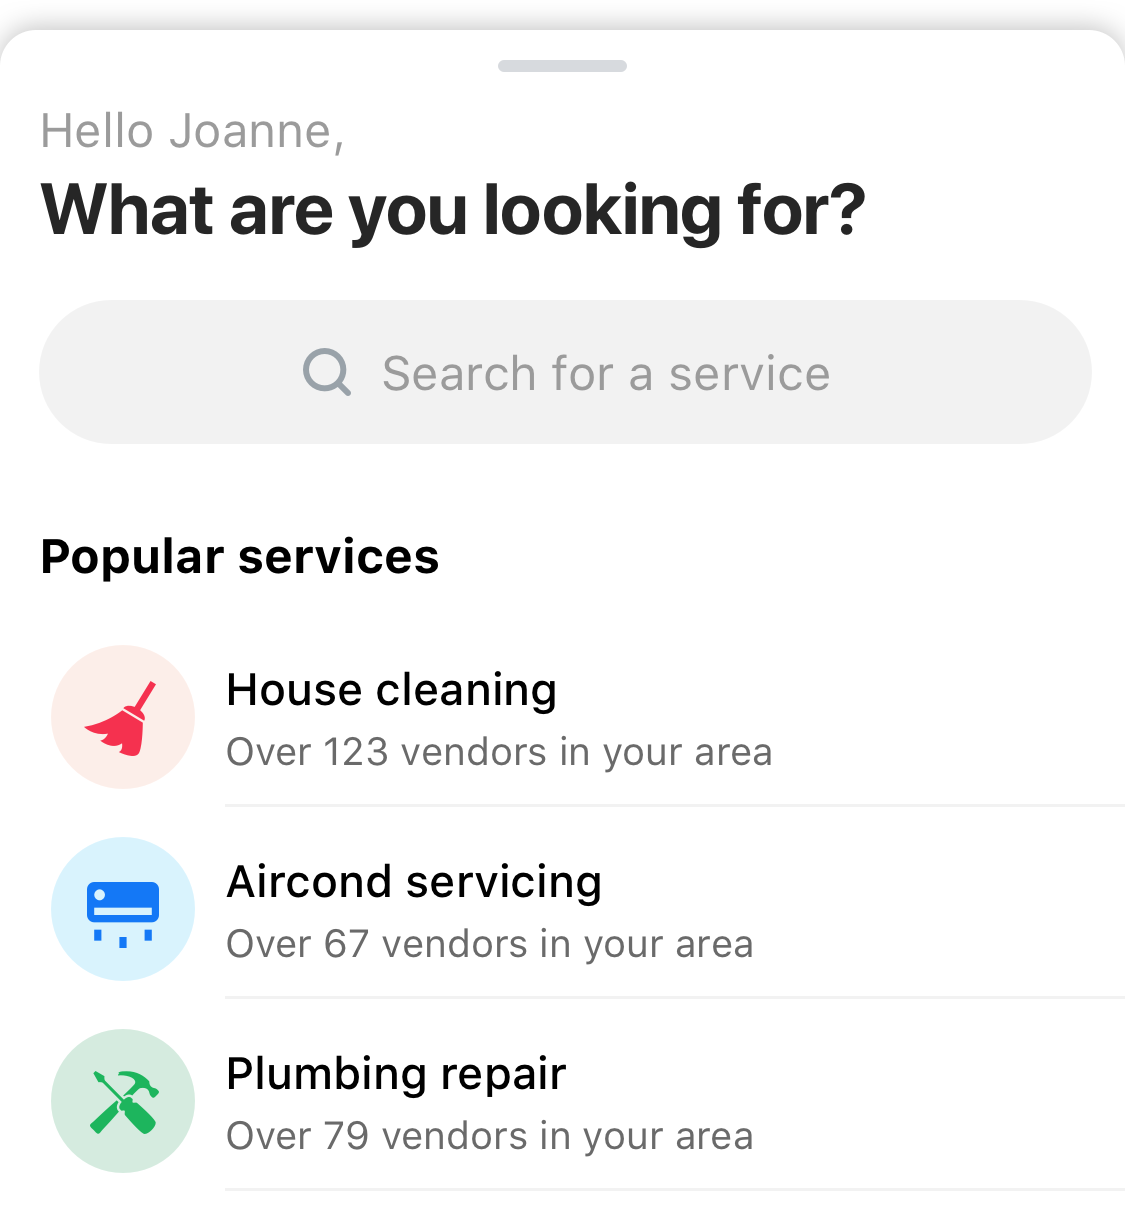 Hello Joanne,
What are you looking for?
Search for a service
Popular services
House cleaning
Over 123 vendors in your area
Aircond servicing
Over 67 vendors in your area
Plumbing repair
Over 79 vendors in your area